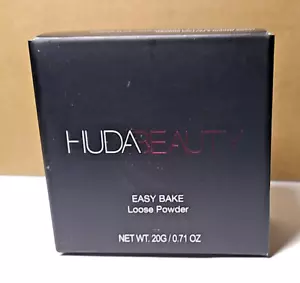 HUDABEAUTY
EASY BAKE
Loose Powder
NET WT. 20G / 0.71 OZ